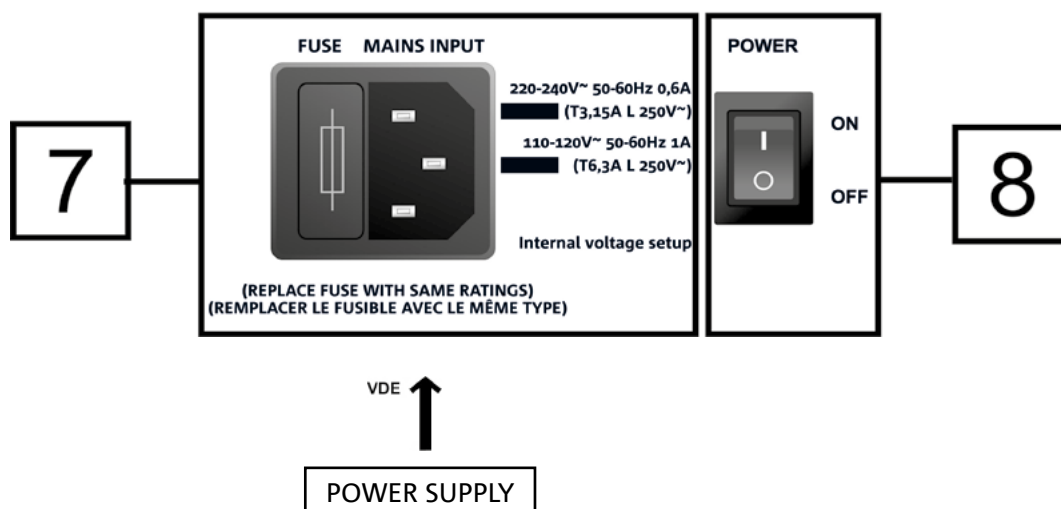 FUSE MAINS INPUT
220-240V~ 50-60Hz 0,6A
(T3,15A L 250V~)
110-120V~ 50-60Hz 1A
(T6,3A L 250V~)
Internal voltage setup
(REPLACE FUSE WITH SAME RATINGS)
(REMPLACER LE FUSIBLE AVEC LE MÊME TYPE)
7
POWER
I
ON
O
OFF
8
VDE
POWER SUPPLY